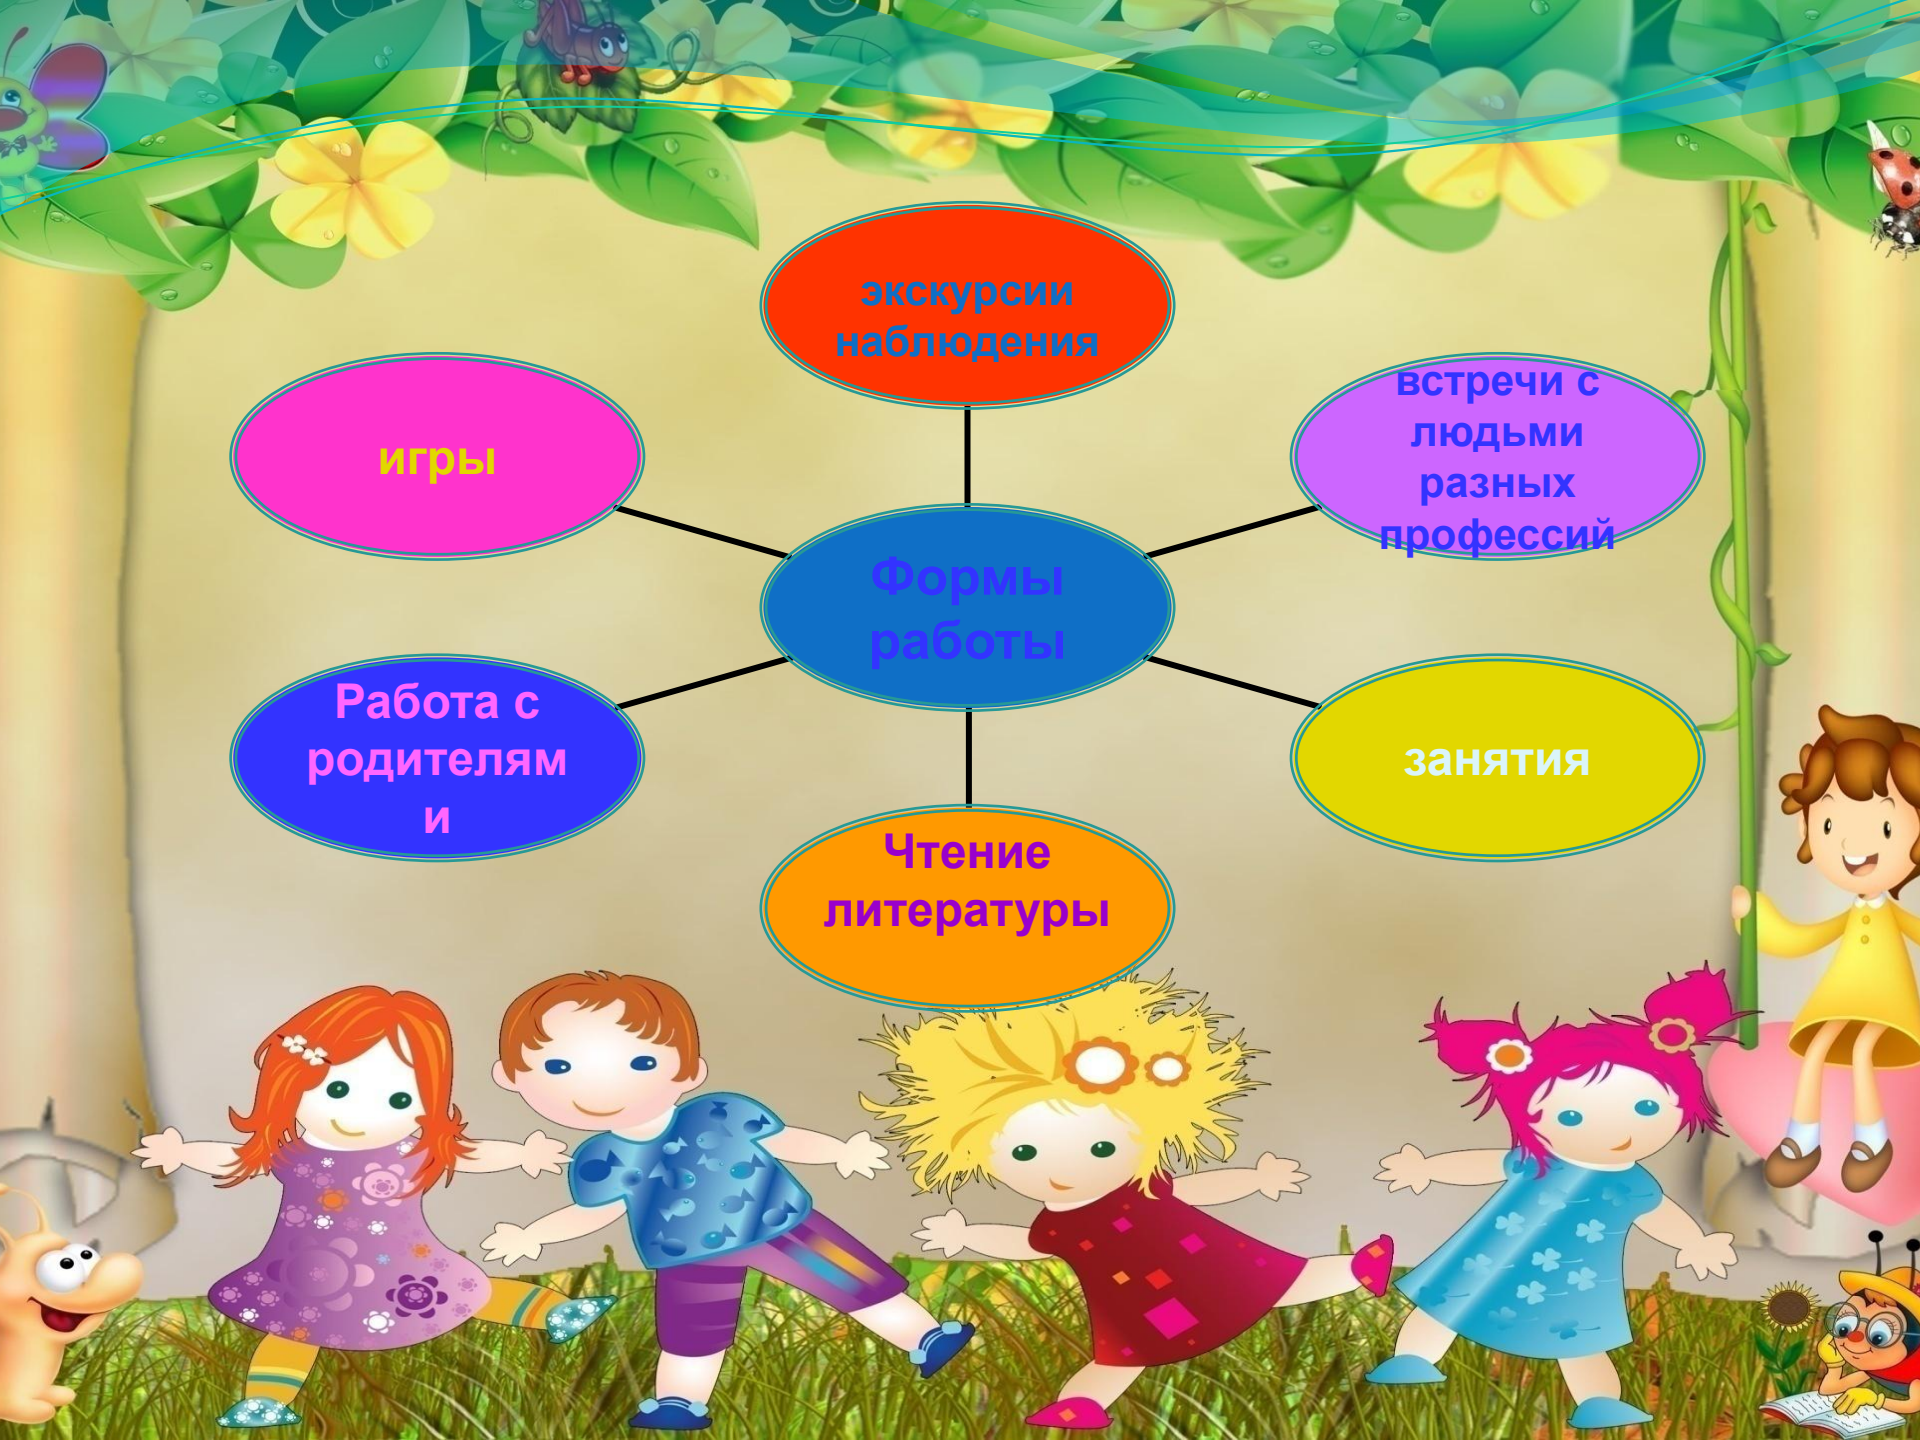 экскурсии
наблюдения
игры
встречи с
людьми
разных
профессий
Формы
работы
Работа с
родителям
и
занятия
Чтение
литературы